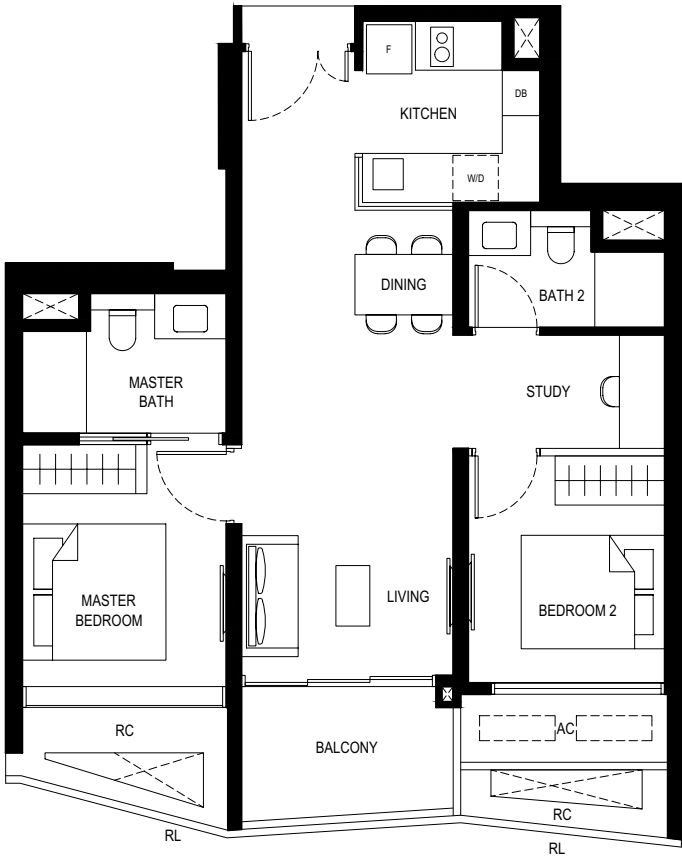 F
KITCHEN
DB
W/D
DINING
BATH 2
MASTER
BATH
STUDY
MASTER
BEDROOM
LIVING
BEDROOM 2
RC
BALCONY
AC
RC
RL
RL